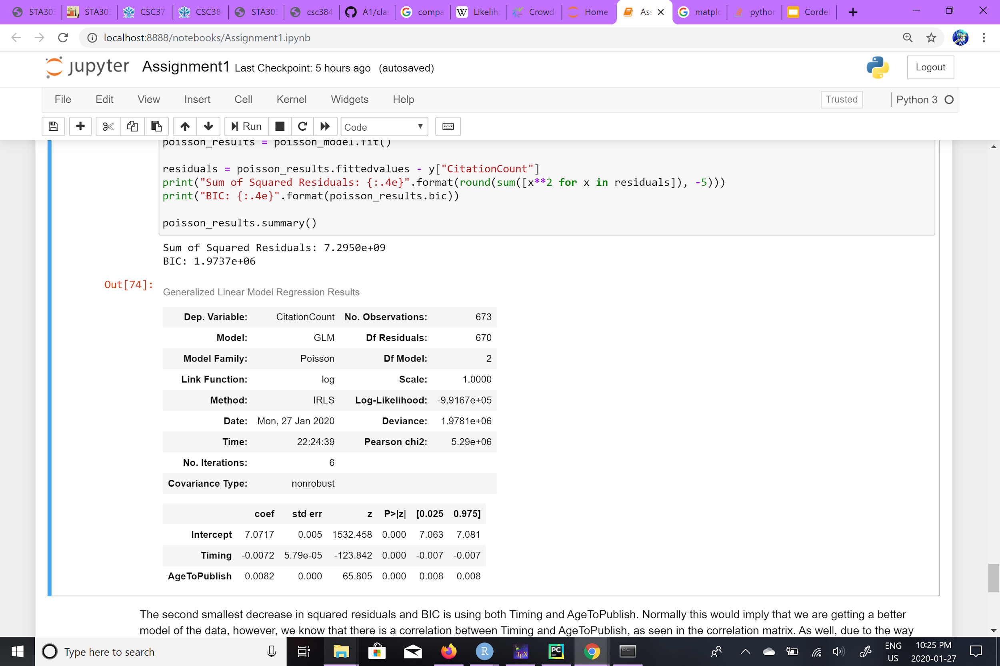 STA303 STA303 CSC37 CSC384 STA303 csc384 A1/cla compa Likeliho Crowd Home Ass matplo python Cordel
localhost:8888/notebooks/Assignment1.ipynb
jupyter Assignment1 Last Checkpoint: 5 hours ago (autosaved) Logout
File Edit View Insert Cell Kernel Widgets Help Trusted Python 3
Run Code
poisson_results = poisson_model.fit()
residuals = poisson_results.fittedvalues - y["CitationCount"]
print("Sum of Squared Residuals: {:.4e}".format(round(sum([x**2 for x in residuals]), -5)))
print("BIC: {:.4e}".format(poisson_results.bic))
poisson_results.summary()
Sum of Squared Residuals: 7.2950e+09
BIC: 1.9737e+06
Out[74]:
Generalized Linear Model Regression Results
Dep. Variable: CitationCount No. Observations: 673
Model: GLM Df Residuals: 670
Model Family: Poisson Df Model: 2
Link Function: log Scale: 1.0000
Method: IRLS Log-Likelihood: -9.9167e+05
Date: Mon, 27 Jan 2020 Deviance: 1.9781e+06
Time: 22:24:39 Pearson chi2: 5.29e+06
No. Iterations: 6
Covariance Type: nonrobust
coef std err z P>|z| [0.025 0.975]
Intercept 7.0717 0.005 1532.458 0.000 7.063 7.081
Timing -0.0072 5.79e-05 -123.842 0.000 -0.007 -0.007
AgeToPublish 0.0082 0.000 65.805 0.000 0.008 0.008
The second smallest decrease in squared residuals and BIC is using both Timing and AgeToPublish. Normally this would imply that we are getting a better
model of the data, however, we know that there is a correlation between Timing and AgeToPublish, as seen in the correlation matrix. As well, due to the way
Type here to search
ENG 10:25 PM
US 2020-01-27